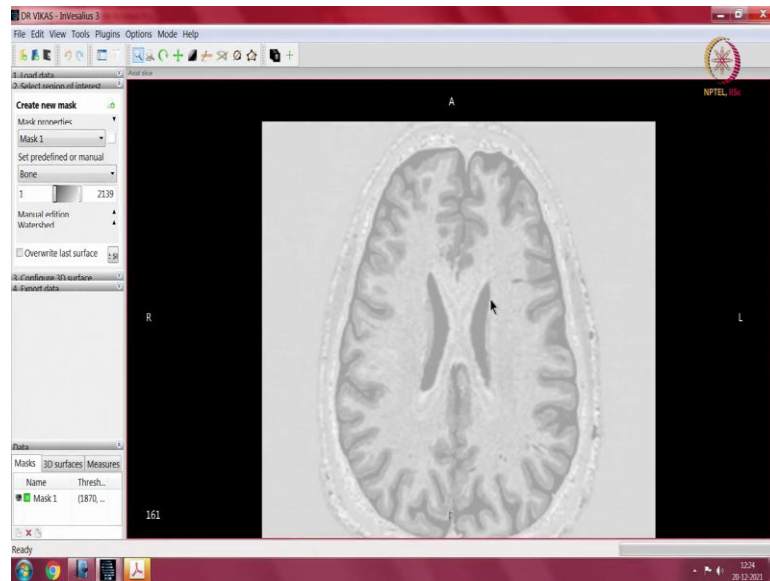 DR VIKAS - InVesalius 3
File Edit View Tools Plugins Options Mode Help
1. Load data
2. Select region of interest
Axial slice
NPTEL, IISc
Create new mask
Mask properties
Mask 1
Set predefined or manual
Bone
1 2139
Manual edition
Watershed
Overwrite last surface
3. Configure 3D surface
4. Export data
A
R
L
Data
Masks 3D surfaces Measures
Name Thresh...
Mask 1 (1870, ...
161
Ready
12:24
20-12-2021